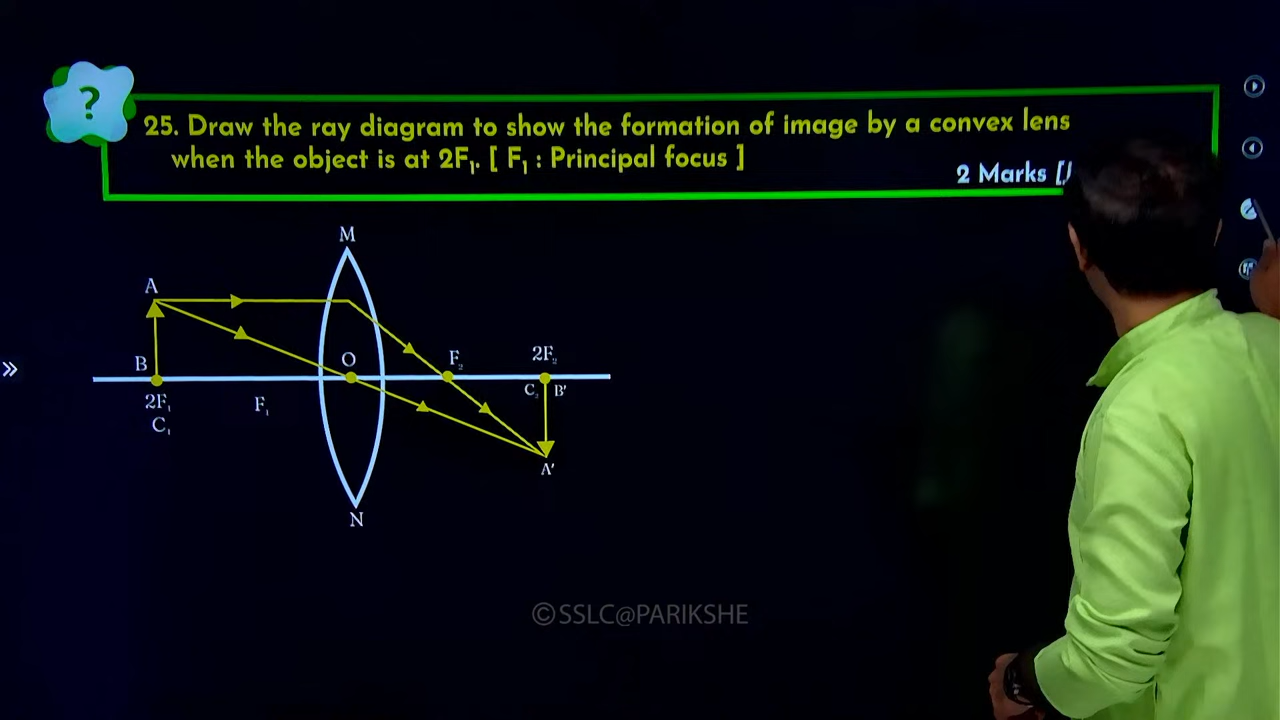 ?
25. Draw the ray diagram to show the formation of image by a convex lens
when the object is at 2F₁. [ F₁ : Principal focus ]
2 Marks
M
A
B
O
F₂
2F₂
2F₁
F₁
C₂
B'
C₁
A'
N
©SSLC@PARIKSHE